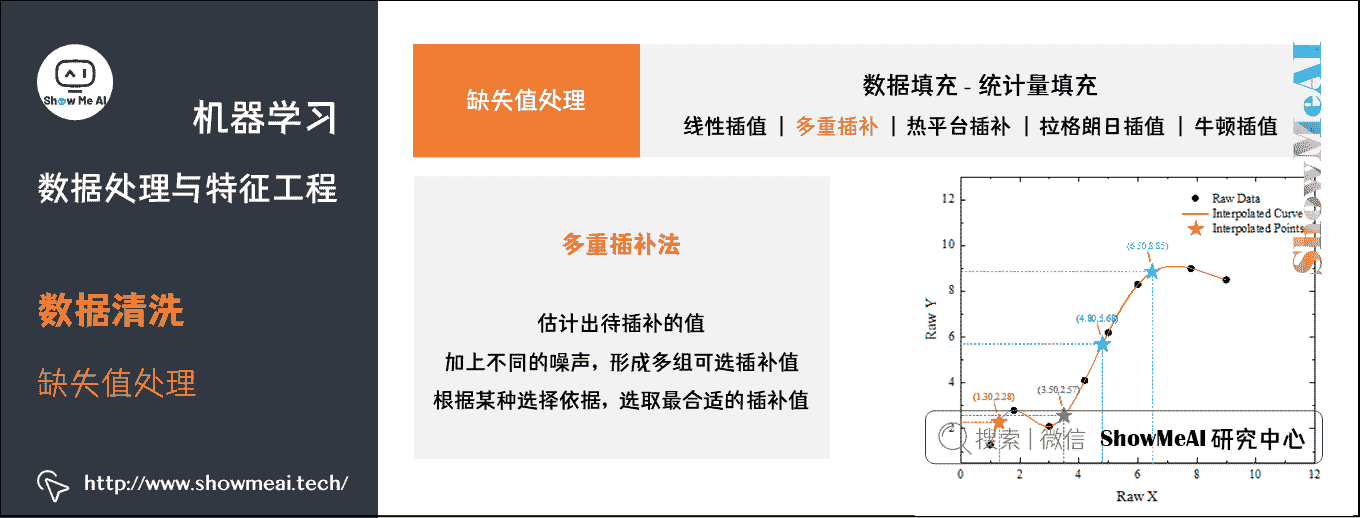 Show Me AI
机器学习
数据处理与特征工程
数据清洗
缺失值处理
http://www.showmeai.tech/
缺失值处理
数据填充 - 统计量填充
线性插值 | 多重插补 | 热平台插补 | 拉格朗日插值 | 牛顿插值
多重插补法
估计出待插补的值
加上不同的噪声，形成多组可选插补值
根据某种选择依据，选取最合适的插补值
ShowMeAI
Raw Data
Interpolated Curve
Interpolated Points
12
10
8
6
4
2
Raw Y
(6.50,8.85)
(4.80,5.68)
(3.50,2.57)
(1.30,2.28)
搜索 | 微信 ShowMeAI 研究中心
0 2 4 6 8 10 12
Raw X